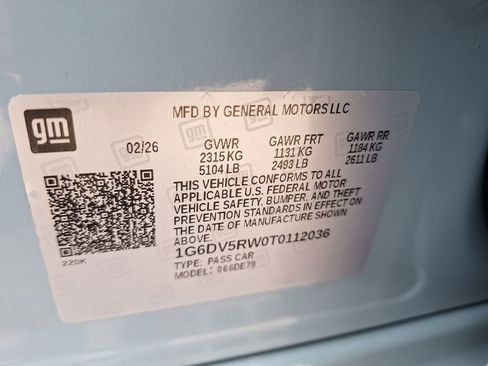 gm
MFD BY GENERAL MOTORS LLC
02/26 GVWR GAWR FRT GAWR RR
2315 KG 1131 KG 1184 KG
5104 LB 2493 LB 2611 LB
THIS VEHICLE CONFORMS TO ALL
APPLICABLE U.S. FEDERAL MOTOR
VEHICLE SAFETY, BUMPER, AND THEFT
PREVENTION STANDARDS IN EFFECT ON
THE DATE OF MANUFACTURE SHOWN
ABOVE.
1G6DV5RW0T0112036
220K TYPE: PASS CAR
MODEL: 066DE79